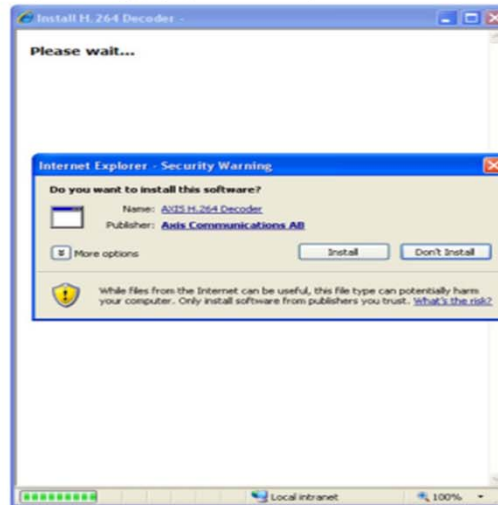 Install H.264 Decoder -
Please wait...
Internet Explorer - Security Warning
Do you want to install this software?
Name: AXIS H.264 Decoder
Publisher: Axis Communications AB
More options
Install
Don't Install
While files from the Internet can be useful, this file type can potentially harm
your computer. Only install software from publishers you trust. What's the risk?
Local intranet
100%